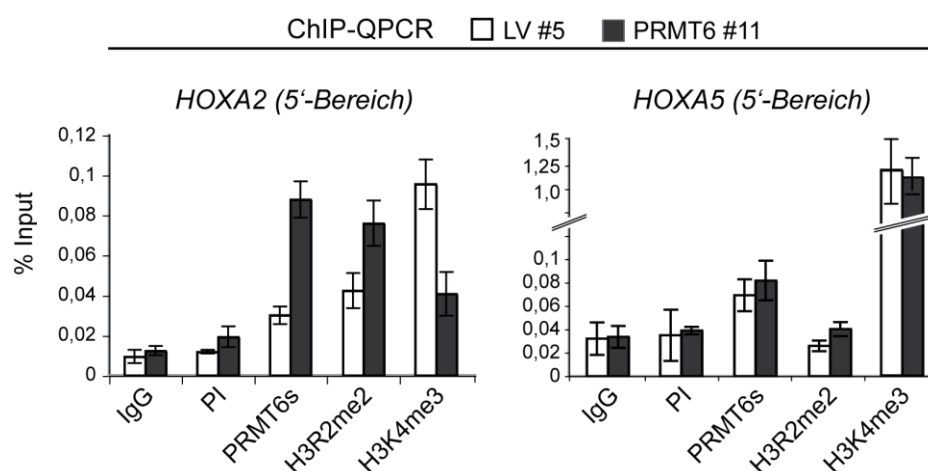 ChIP-QPCR LV #5 PRMT6 #11
HOXA2 (5‘-Bereich)
HOXA5 (5‘-Bereich)
% Input
0,12
0,1
0,08
0,06
0,04
0,02
0
IgG
PI
PRMT6s
H3R2me2
H3K4me3
1,5
1,25
1,0
0,1
0,08
0,06
0,04
0,02
0
IgG
PI
PRMT6s
H3R2me2
H3K4me3